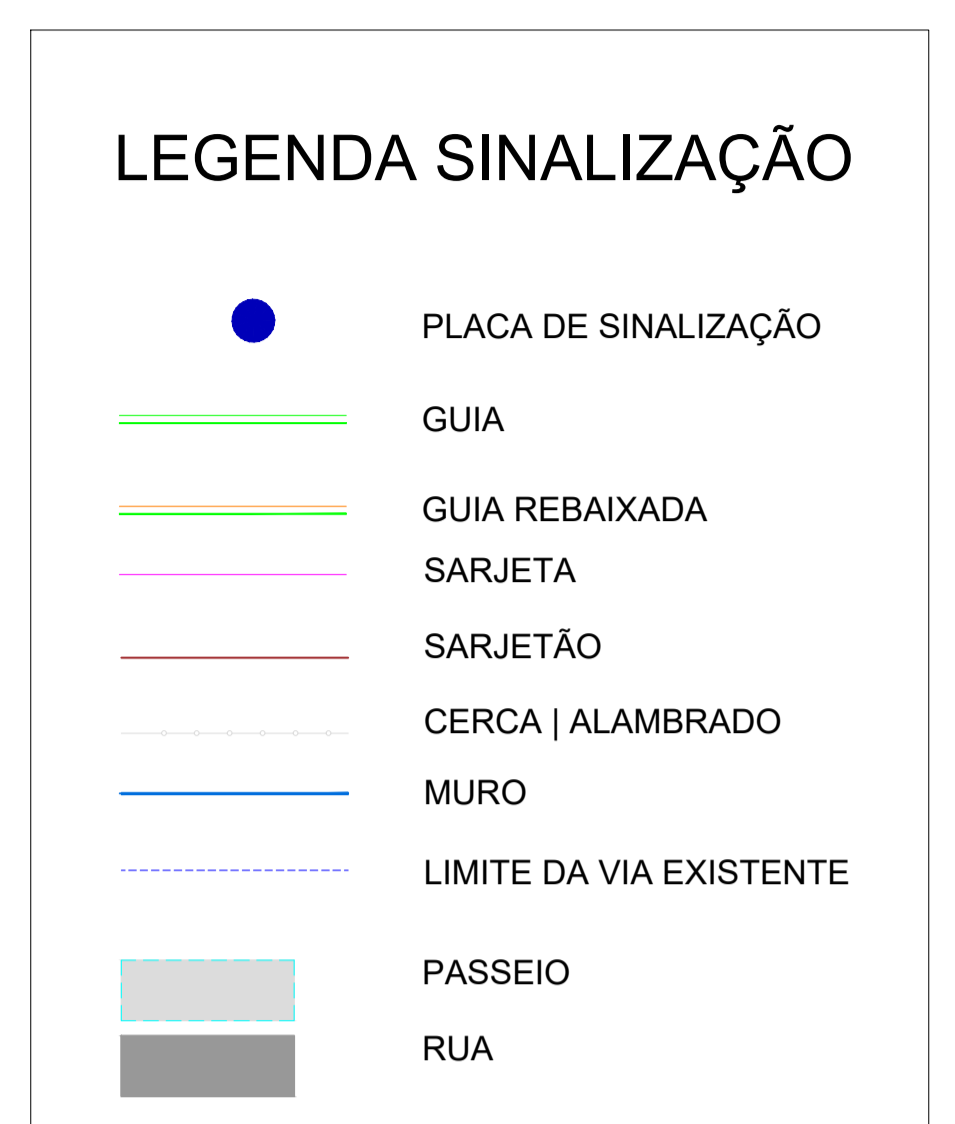 LEGENDA SINALIZAÇÃO
PLACA DE SINALIZAÇÃO
GUIA
GUIA REBAIXADA
SARJETA
SARJETÃO
CERCA | ALAMBRADO
MURO
LIMITE DA VIA EXISTENTE
PASSEIO
RUA